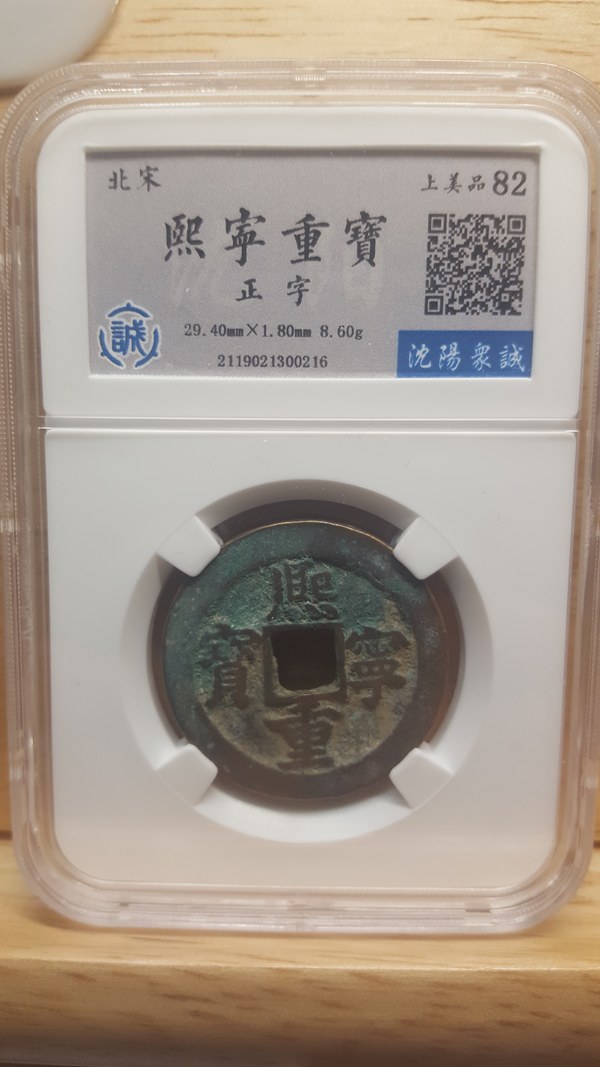 北宋
上美品82
熙寧重寶
正字
29.40mm×1.80mm 8.60g
2119021300216
誠
沈陽衆誠
熙寧重寶